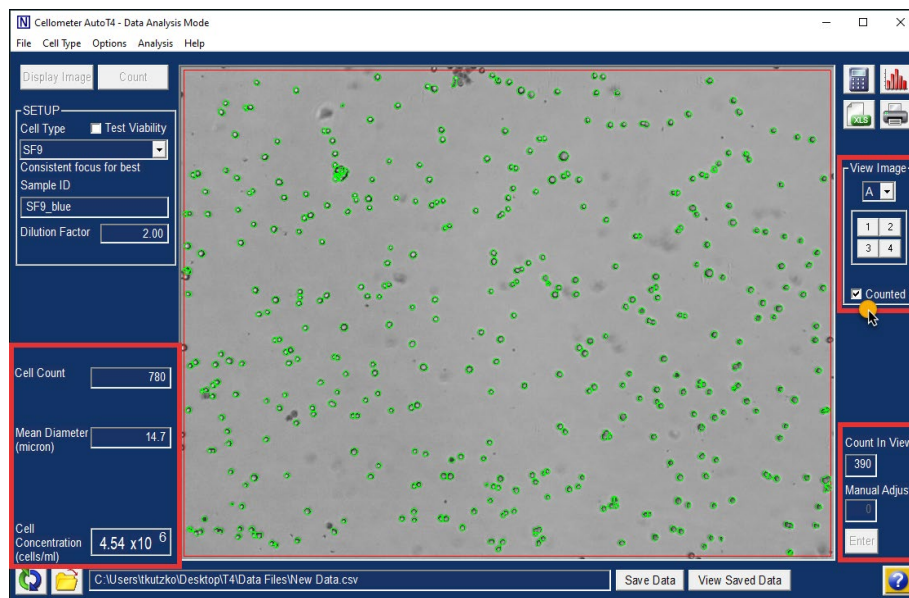 N Cellometer AutoT4 - Data Analysis Mode
File Cell Type Options Analysis Help
Display Image Count
SETUP
Cell Type Test Viability
SF9
Consistent focus for best
Sample ID
SF9_blue
Dilution Factor 2.00
Cell Count 780
Mean Diameter
(micron)
14.7
Cell
Concentration
(cells/ml)
4.54 x10 6
XLS
View Image
A
1 2
3 4
Counted
Count In View
390
Manual Adjus
0
Enter
C:\Users\tkutzko\Desktop\T4\Data Files\New Data.csv
Save Data View Saved Data
?